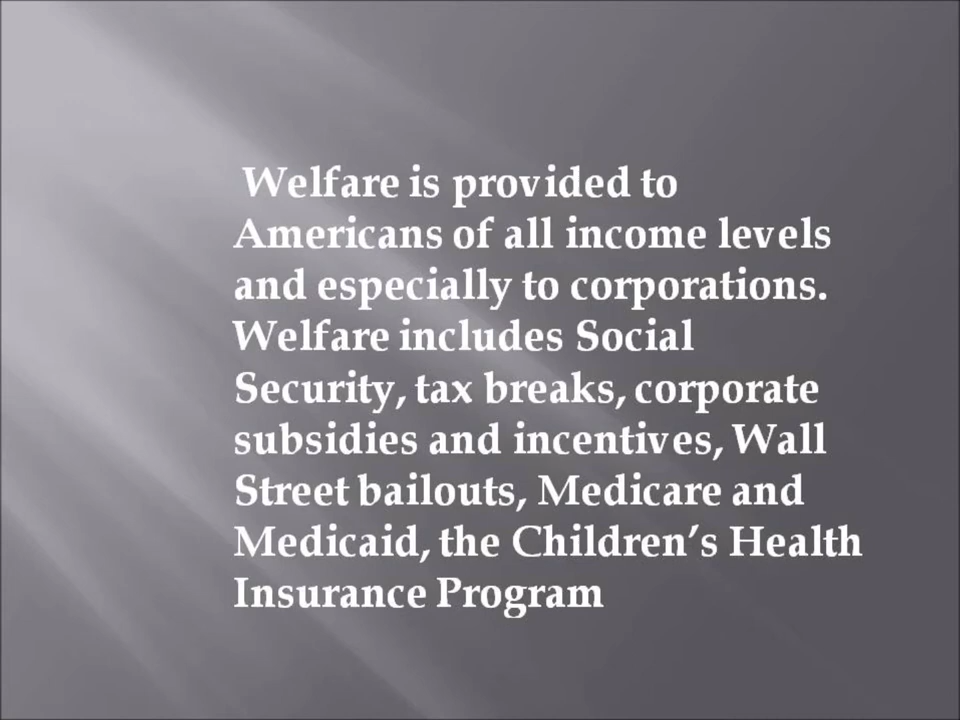 Welfare is provided to
Americans of all income levels
and especially to corporations.
Welfare includes Social
Security, tax breaks, corporate
subsidies and incentives, Wall
Street bailouts, Medicare and
Medicaid, the Children’s Health
Insurance Program